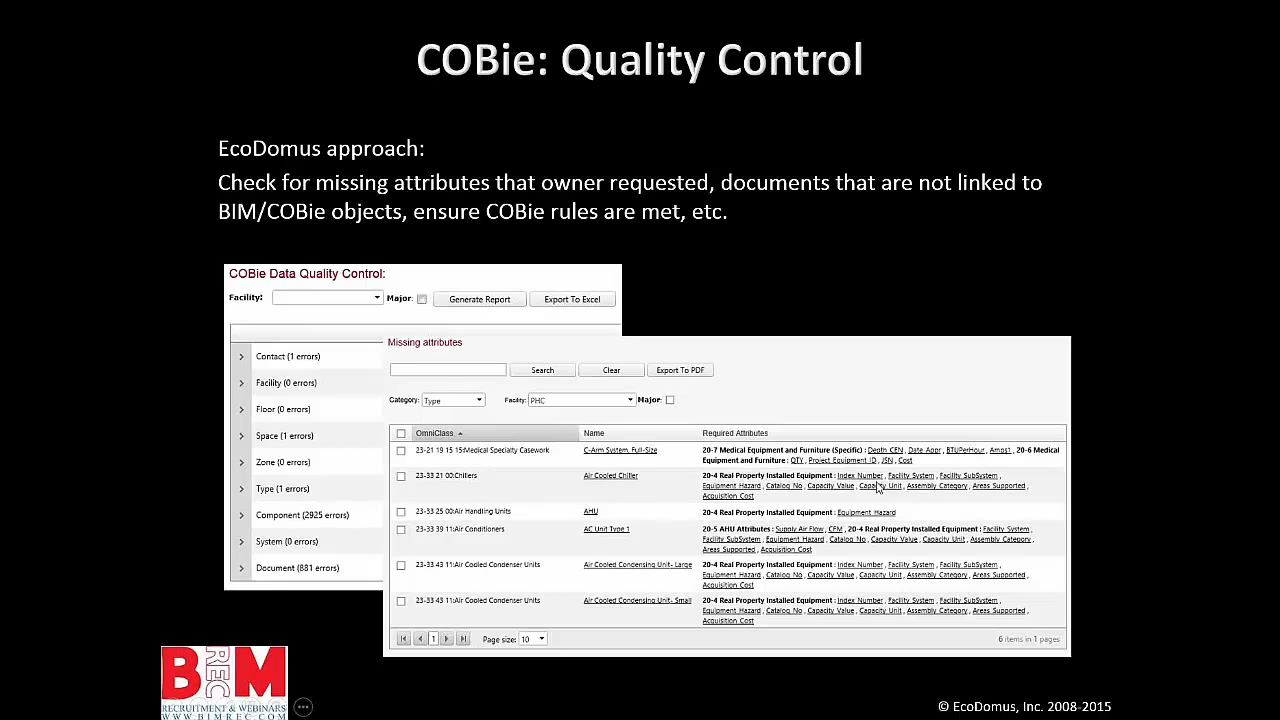 COBie: Quality Control
EcoDomus approach:
Check for missing attributes that owner requested, documents that are not linked to
BIM/COBie objects, ensure COBie rules are met, etc.
COBie Data Quality Control:
Facility: Major: Generate Report Export To Excel
Contact (1 errors)
Facility (0 errors)
Floor (0 errors)
Space (1 errors)
Zone (0 errors)
Type (1 errors)
Component (2925 errors)
System (0 errors)
Document (881 errors)
Missing attributes
Search Clear Export To PDF
Category: Type Facility: PHC Major:
OmniClass Name Required Attributes
23-21 19 15 15:Medical Specialty Casework C-Arm System, Full-Size 20-7 Medical Equipment and Furniture (Specific) : Depth CEN , Date Appr , BTUPerHour , Amps1 , 20-6 Medical
Equipment and Furniture : QTY , Project Equipment ID , JSN , Cost
23-33 21 00:Chillers Air Cooled Chiller 20-4 Real Property Installed Equipment : Index Number , Facility System , Facility SubSystem ,
Equipment Hazard , Catalog No , Capacity Value , Capacity Unit , Assembly Category , Areas Supported ,
Acquisition Cost
23-33 25 00:Air Handling Units AHU 20-4 Real Property Installed Equipment : Equipment Hazard
23-33 39 11:Air Conditioners AC Unit Type 1 20-5 AHU Attributes : Supply Air Flow , CFM , 20-4 Real Property Installed Equipment : Facility System ,
Facility SubSystem , Equipment Hazard , Catalog No , Capacity Value , Capacity Unit , Assembly Category ,
Areas Supported , Acquisition Cost
23-33 43 11:Air Cooled Condenser Units Air Cooled Condensing Unit- Large 20-4 Real Property Installed Equipment : Index Number , Facility System , Facility SubSystem ,
Equipment Hazard , Catalog No , Capacity Value , Capacity Unit , Assembly Category , Areas Supported ,
Acquisition Cost
23-33 43 11:Air Cooled Condenser Units Air Cooled Condensing Unit- Small 20-4 Real Property Installed Equipment : Index Number , Facility System , Facility SubSystem ,
Equipment Hazard , Catalog No , Capacity Value , Capacity Unit , Assembly Category , Areas Supported ,
Acquisition Cost
1 Page size: 10 6 items in 1 pages
BIM REC
RECRUITMENT & WEBINARS
WWW.BIMREC.COM
© EcoDomus, Inc. 2008-2015